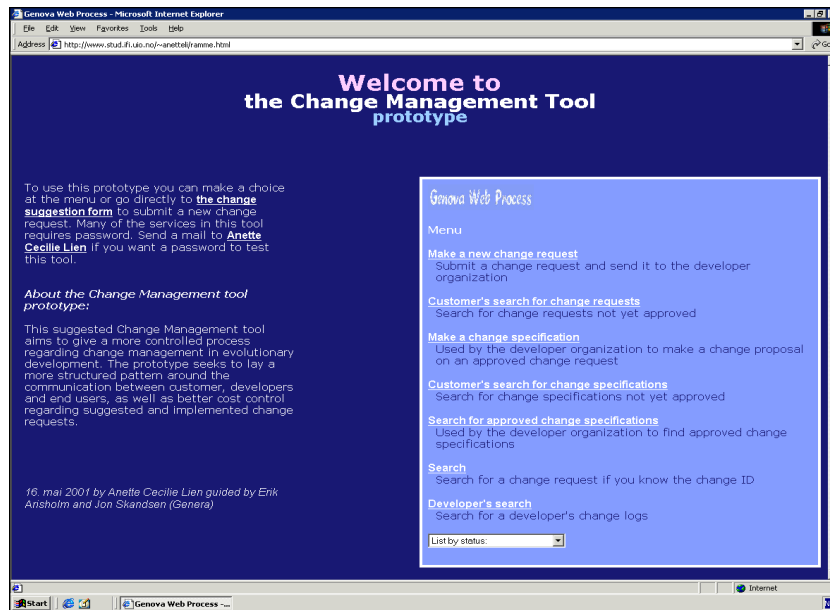 Genova Web Process - Microsoft Internet Explorer
File Edit View Favorites Tools Help
Address http://www.stud.ifi.uio.no/~anetteli/ramme.html
Welcome to
the Change Management Tool
prototype
To use this prototype you can make a choice
at the menu or go directly to the change
suggestion form to submit a new change
request. Many of the services in this tool
requires password. Send a mail to Anette
Cecilie Lien if you want a password to test
this tool.
About the Change Management tool
prototype:
This suggested Change Management tool
aims to give a more controlled process
regarding change management in evolutionary
development. The prototype seeks to lay a
more structured pattern around the
communication between customer, developers
and end users, as well as better cost control
regarding suggested and implemented change
requests.
16. mai 2001 by Anette Cecilie Lien guided by Erik
Arisholm and Jon Skandsen (Genera)
Genova Web Process
Menu
Make a new change request
Submit a change request and send it to the developer
organization
Customer's search for change requests
Search for change requests not yet approved
Make a change specification
Used by the developer organization to make a change proposal
on an approved change request
Customer's search for change specifications
Search for change specifications not yet approved
Search for approved change specifications
Used by the developer organization to find approved change
specifications
Search
Search for a change request if you know the change ID
Developer's search
Search for a developer's change logs
List by status:
Internet
Start Genova Web Process -...